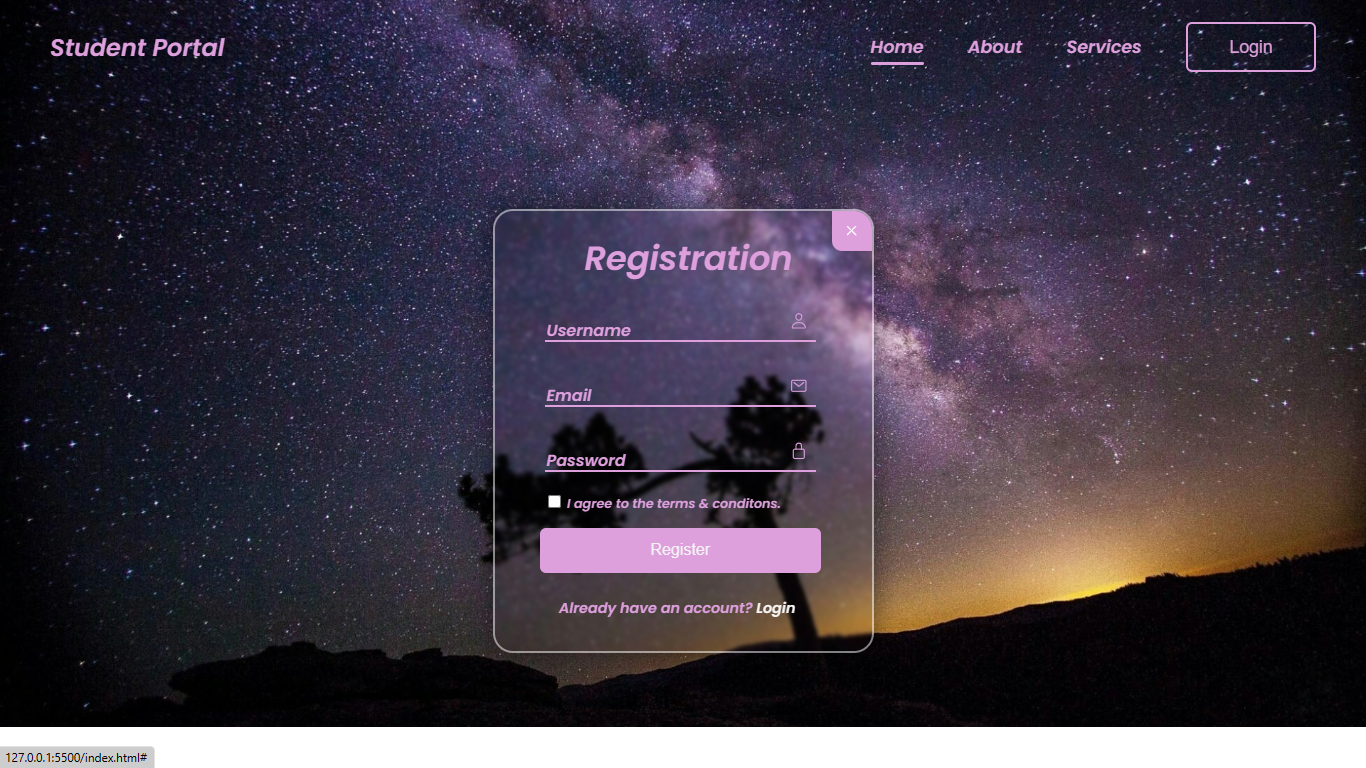 Student Portal
Home About Services Login
Registration
Username
Email
Password
I agree to the terms & conditons.
Register
Already have an account? Login
127.0.0.1:5500/index.html#